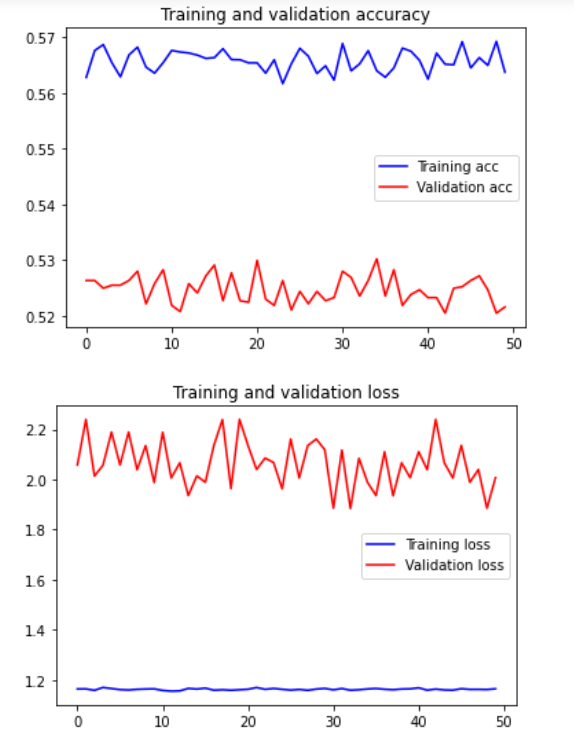 Training and validation accuracy
0.57
0.56
0.55
0.54
0.53
0.52
Training acc
Validation acc
0 10 20 30 40 50
Training and validation loss
2.2
2.0
1.8
1.6
1.4
1.2
Training loss
Validation loss
0 10 20 30 40 50